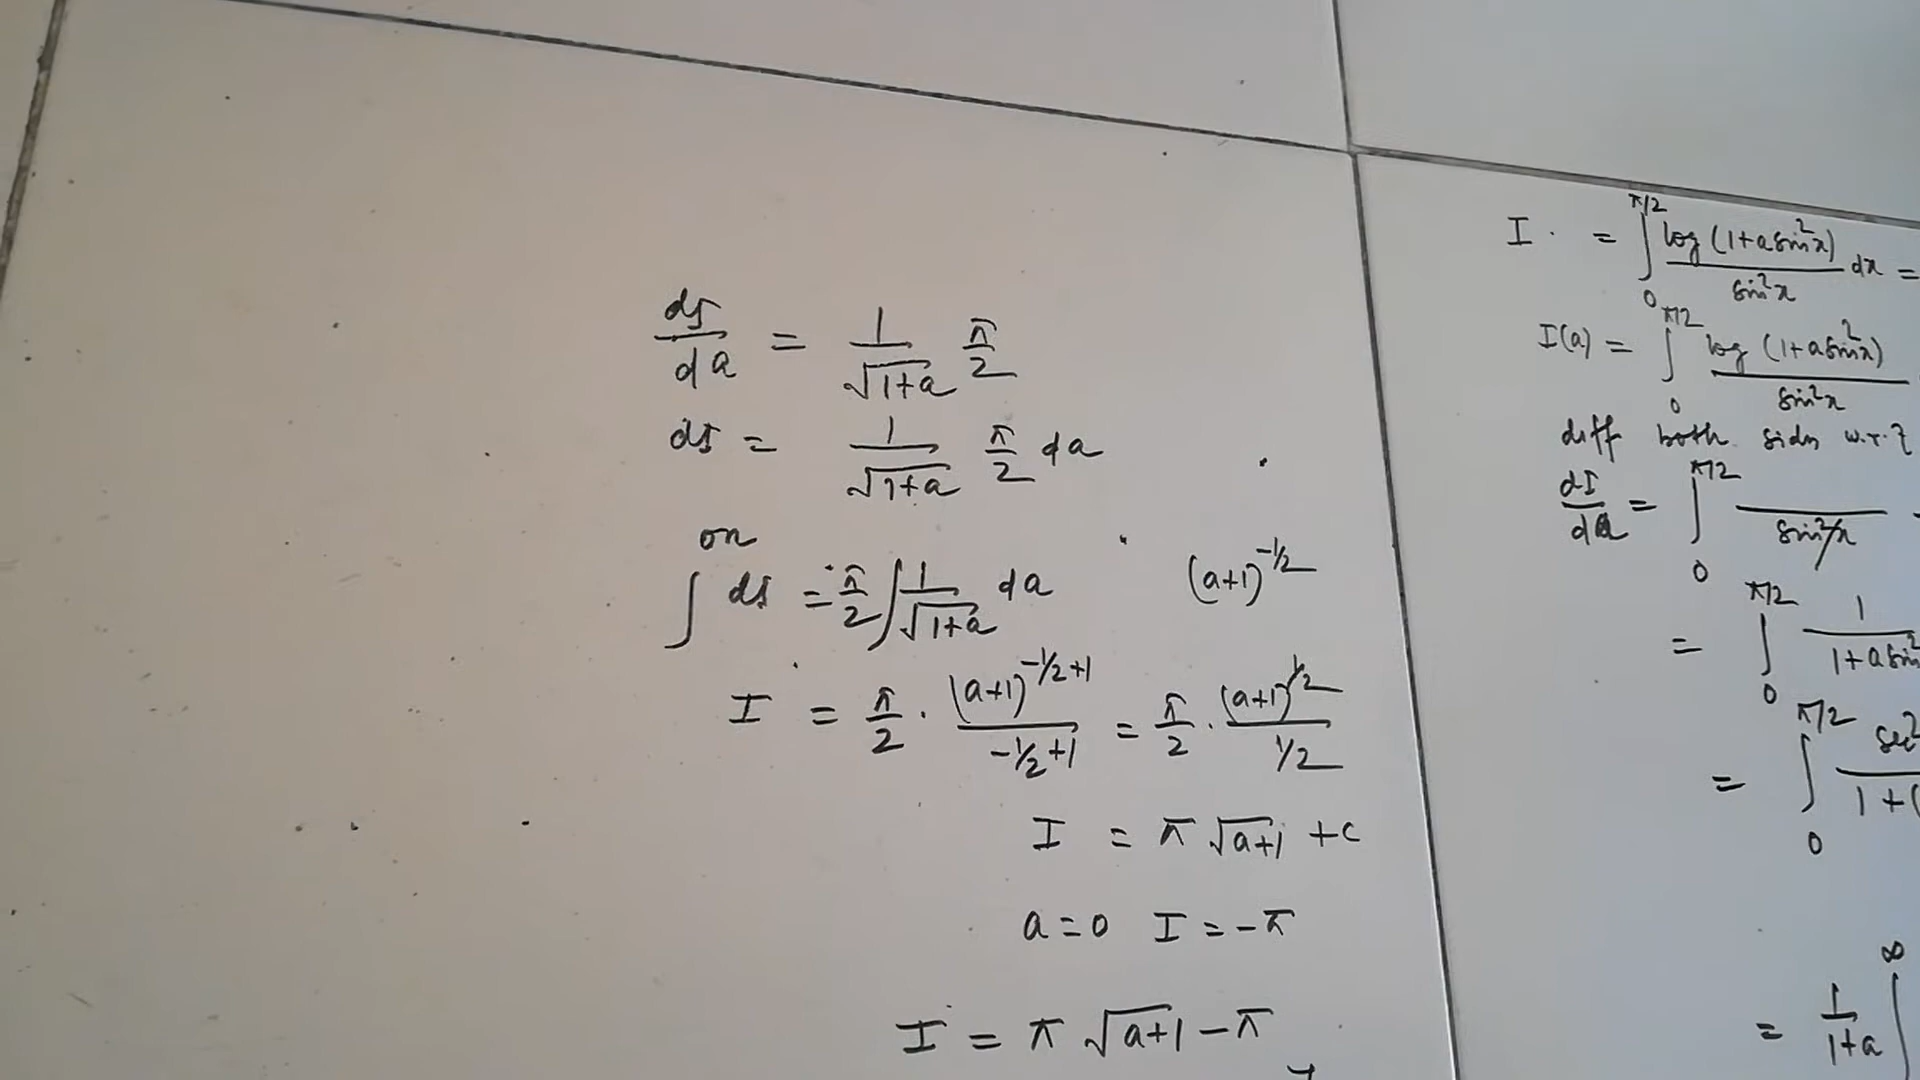 dI/da = 1/√(1+a) π/2
dI = 1/√(1+a) π/2 da
on
∫ dI = π/2 ∫ 1/√(1+a) da (a+1)^(-1/2)
I = π/2 · (a+1)^(-1/2+1)/(-1/2+1) = π/2 · (a+1)^(1/2)/(1/2)
I = π √(a+1) + c
a=0 I = -π
I = π √(a+1) - π
I = ∫₀^(π/2) log(1+a sin²x)/sin²x dx =
I(a) = ∫₀^(π/2) log(1+a sin²x)/sin²x
diff both sides w.r.t
dI/da = ∫₀^(π/2) /sin²x
= ∫₀^(π/2) 1/(1+a sin²
= ∫₀^(π/2) sec²/(1+(
= 1/(1+a) ∫^∞